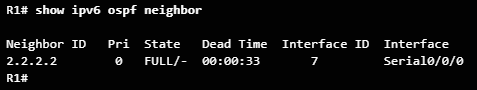 R1# show ipv6 ospf neighbor
Neighbor ID Pri State Dead Time Interface ID Interface
2.2.2.2 0 FULL/- 00:00:33 7 Serial0/0/0
R1#